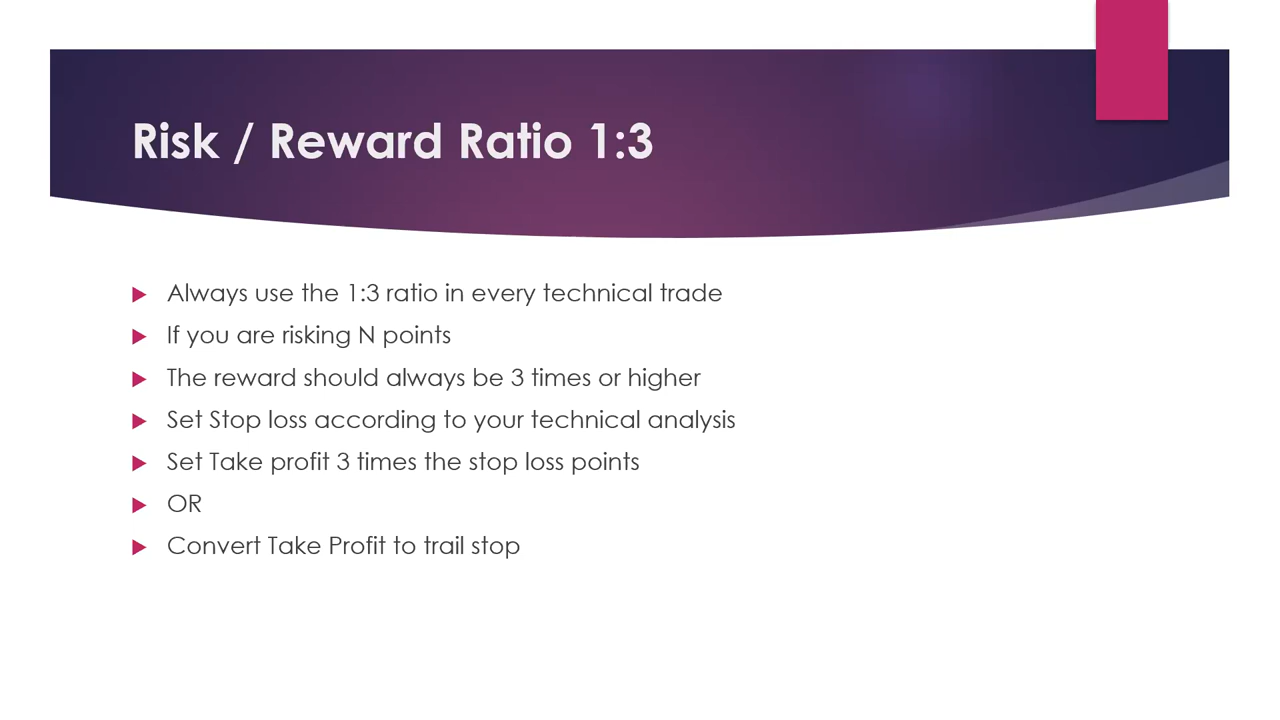 Risk / Reward Ratio 1:3
Always use the 1:3 ratio in every technical trade
If you are risking N points
The reward should always be 3 times or higher
Set Stop loss according to your technical analysis
Set Take profit 3 times the stop loss points
OR
Convert Take Profit to trail stop